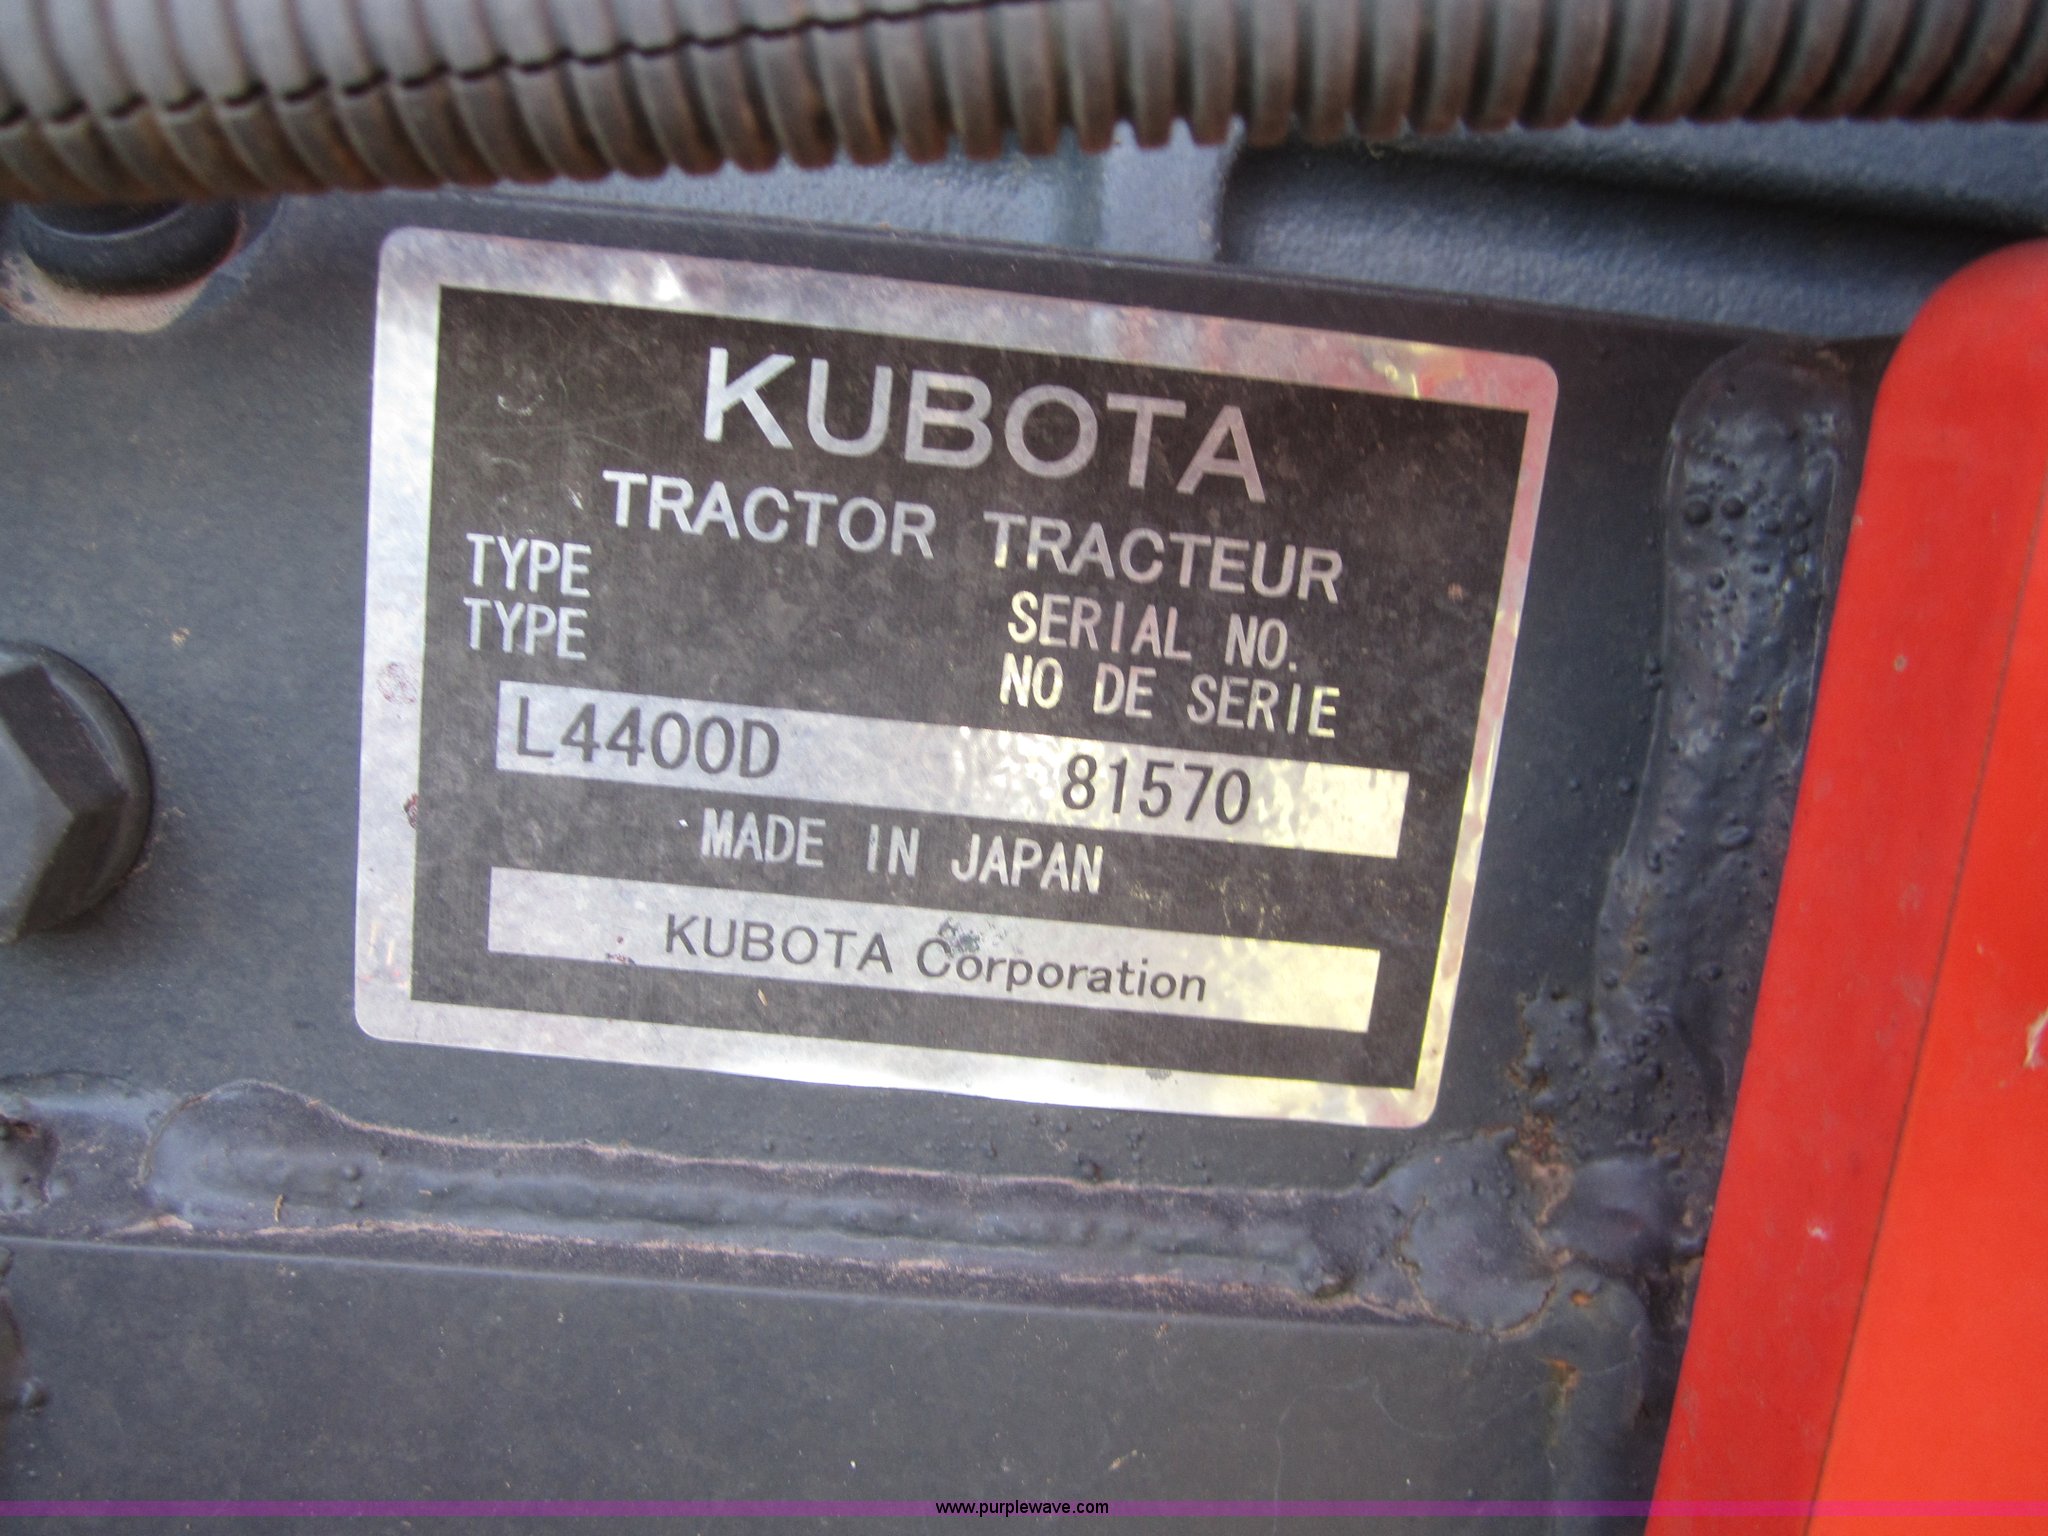 KUBOTA
TRACTOR TRACTEUR
TYPE SERIAL NO.
TYPE NO DE SERIE
L4400D 81570
MADE IN JAPAN
KUBOTA Corporation
www.purplewave.com